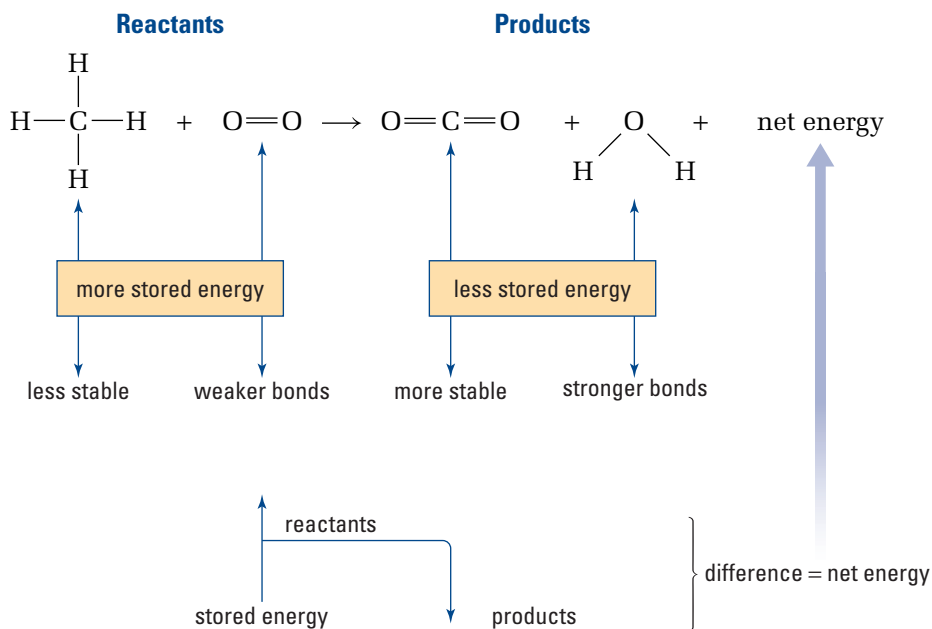 Reactants Products
H
H—C—H + O=O → O=C=O + O + net energy
H H H
more stored energy less stored energy
less stable weaker bonds more stable stronger bonds
reactants
difference = net energy
stored energy products